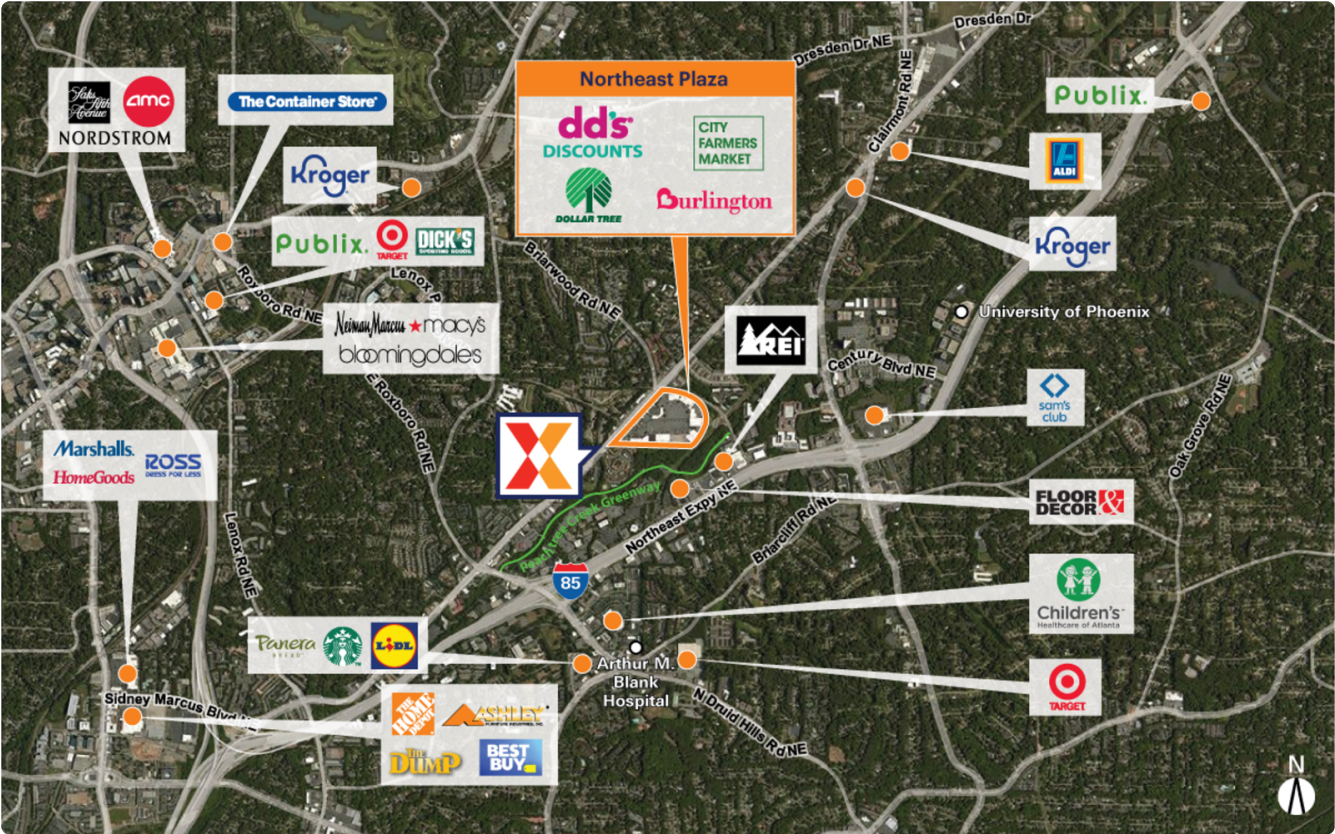 Dresden Dr
Dresden Dr NE
Clairmont Rd NE
Saks
Fifth
Avenue
amc
NORDSTROM
The Container Store®
Kroger
Publix.
TARGET
DICK'S
SPORTING GOODS
Roxboro Rd NE
Neiman Marcus
macy's
bloomingdales
Northeast Plaza
dd's®
DISCOUNTS
CITY
FARMERS
MARKET
DOLLAR TREE
Burlington
Publix.
ALDI
Kroger
Briarwood Rd NE
REI
University of Phoenix
Century Blvd NE
sam's
club
Oak Grove Rd NE
E Roxboro Rd NE
X
Marshalls.
HomeGoods
ROSS
DRESS FOR LESS
Lenox Rd NE
Peachtree Creek Greenway
Northeast Expy NE
85
Briarcliff Rd NE
FLOOR
& DECOR
Children's™
Healthcare of Atlanta
Panera
BREAD®
LIDL
Arthur M.
Blank
Hospital
TARGET
N Druid Hills Rd NE
Sidney Marcus Blvd NE
THE
HOME
DEPOT
ASHLEY
The
DUMP
BEST
BUY
N